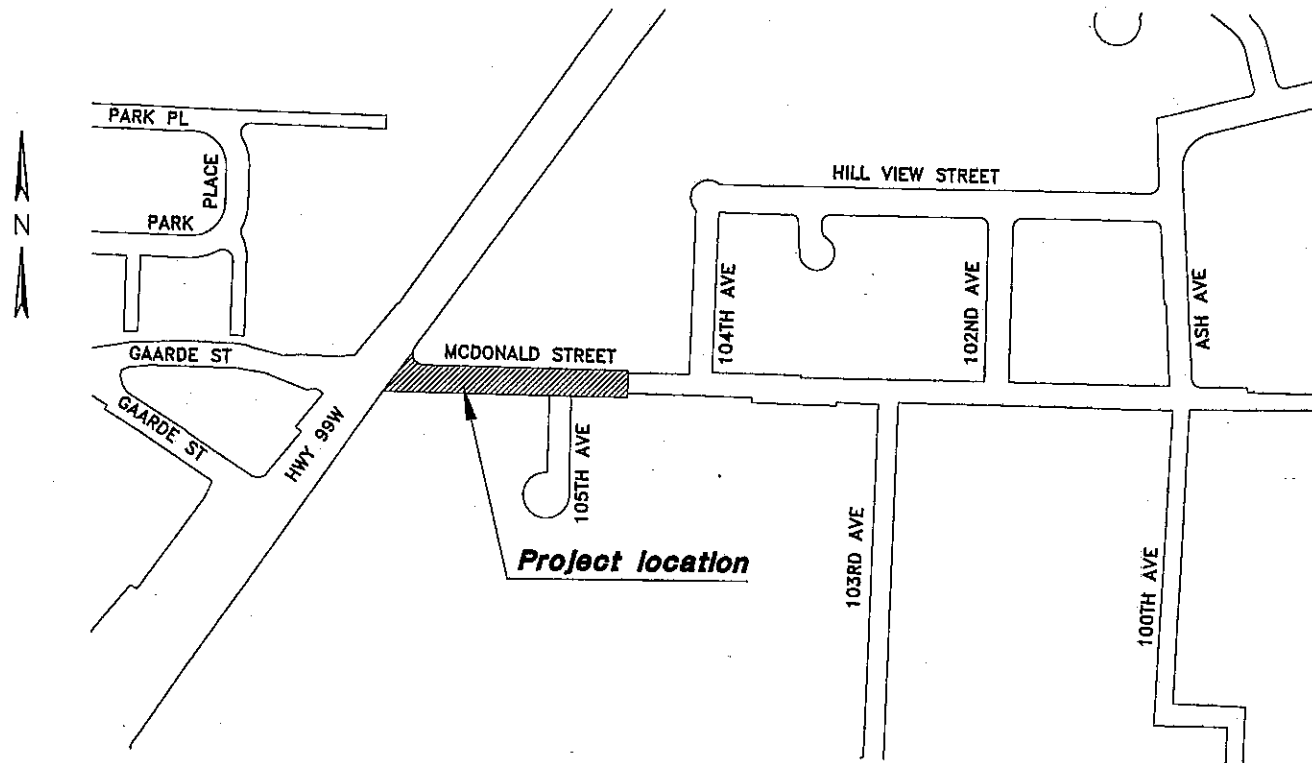 PARK PL
PLACE
PARK
N
HILL VIEW STREET
104TH AVE
102ND AVE
ASH AVE
GAARDE ST
MCDONALD STREET
GAARDE ST
HWY 99W
105TH AVE
Project location
103RD AVE
100TH AVE